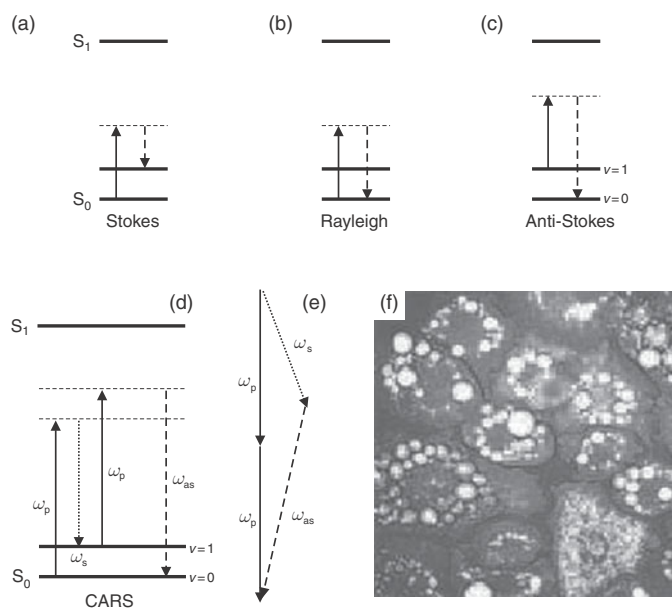 (a)
(b)
(c)
S₁
v=1
S₀
v=0
Stokes
Rayleigh
Anti-Stokes
(d)
(e)
(f)
S₁
ωₛ
ωₚ
ωₚ
ωₚ
ωₐₛ
ωₚ
ωₐₛ
v=1
ωₛ
S₀
v=0
CARS